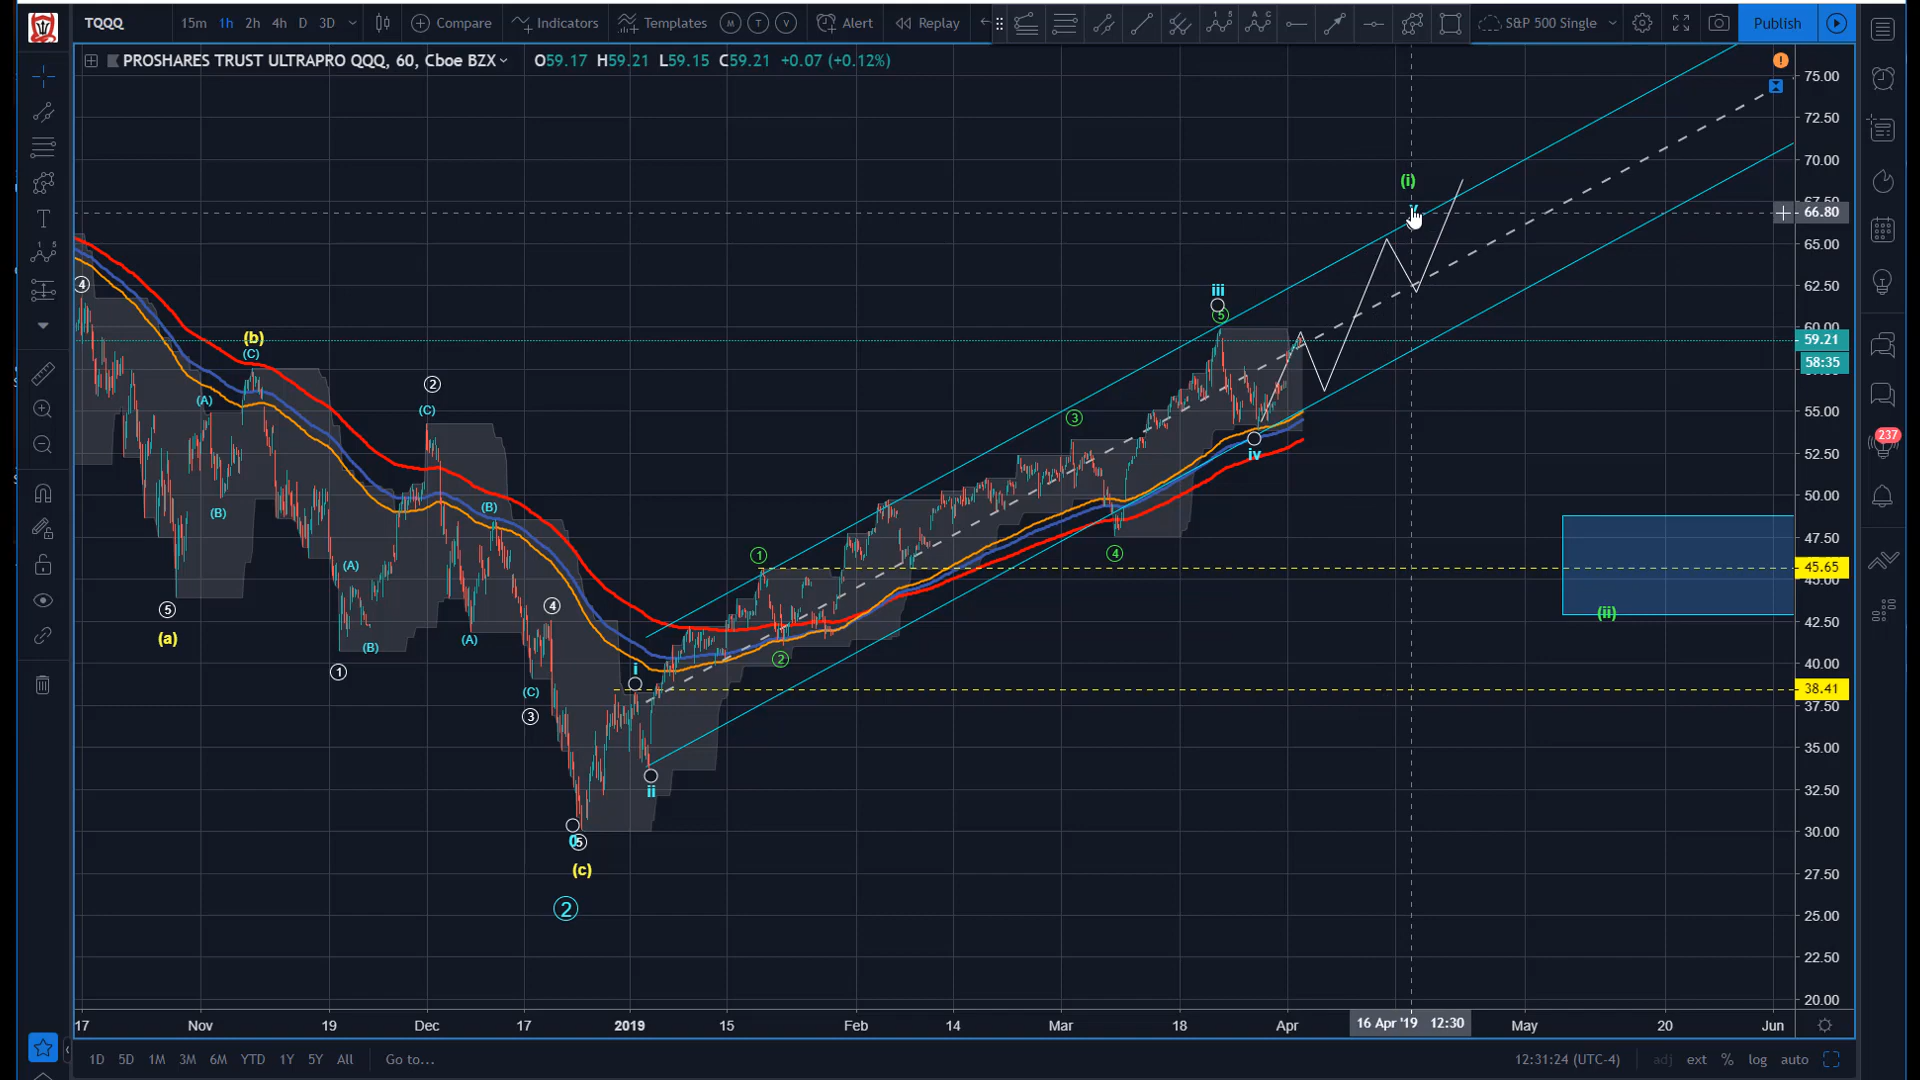 TQQQ 15m 1h 2h 4h D 3D Compare Indicators Templates M T V Alert Replay S&P 500 Single Publish
PROSHARES TRUST ULTRAPRO QQQ, 60, Cboe BZX O59.17 H59.21 L59.15 C59.21 +0.07 (+0.12%)
75.00
72.50
70.00
(i)
67.50
v
66.80
65.00
4
iii
62.50
5
60.00
(b)
59.21
(C)
58:35
2
(A)
(C)
55.00
3
iv
52.50
(B)
(B)
50.00
47.50
1
4
(A)
45.65
45.00
5
4
(ii)
42.50
(a)
(B)
(A)
2
40.00
1
i
(C)
38.41
3
37.50
35.00
ii
32.50
30.00
0
5
(c)
27.50
2
25.00
22.50
20.00
237
17 Nov 19 Dec 17 2019 15 Feb 14 Mar 18 Apr 16 Apr '19 12:30 May 20 Jun
1D 5D 1M 3M 6M YTD 1Y 5Y All Go to... 12:31:24 (UTC-4) adj ext % log auto